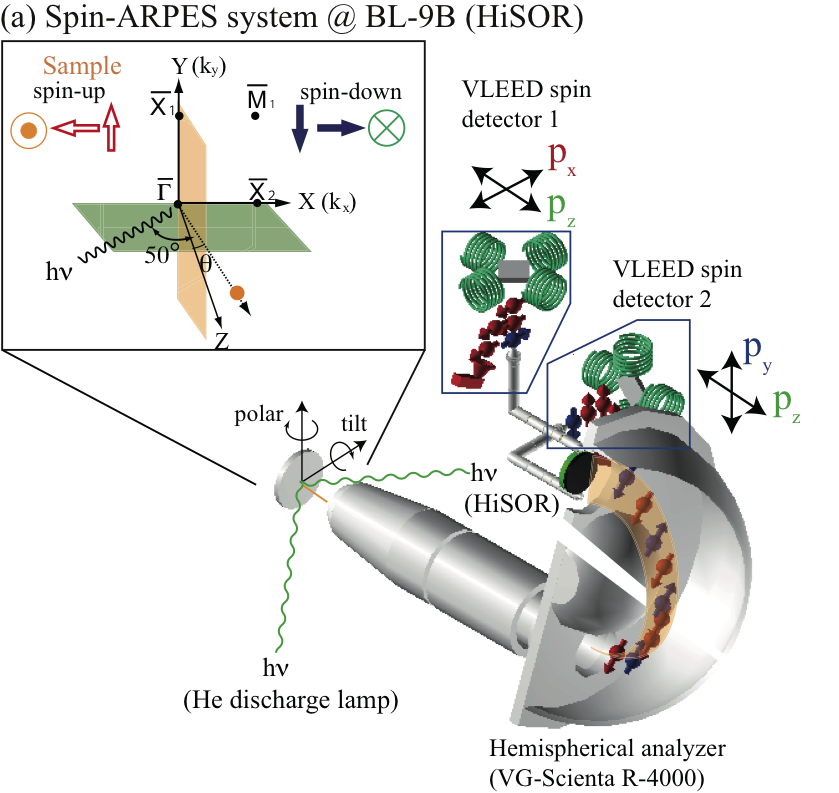 (a) Spin-ARPES system @ BL-9B (HiSOR)
Sample
spin-up
Y (ky)
X̅1
M̅1
spin-down
Γ̅
X̅2
X (kx)
50°
θ
hν
Z
VLEED spin
detector 1
px
pz
VLEED spin
detector 2
py
pz
polar
tilt
hν
(HiSOR)
hν
(He discharge lamp)
Hemispherical analyzer
(VG-Scienta R-4000)